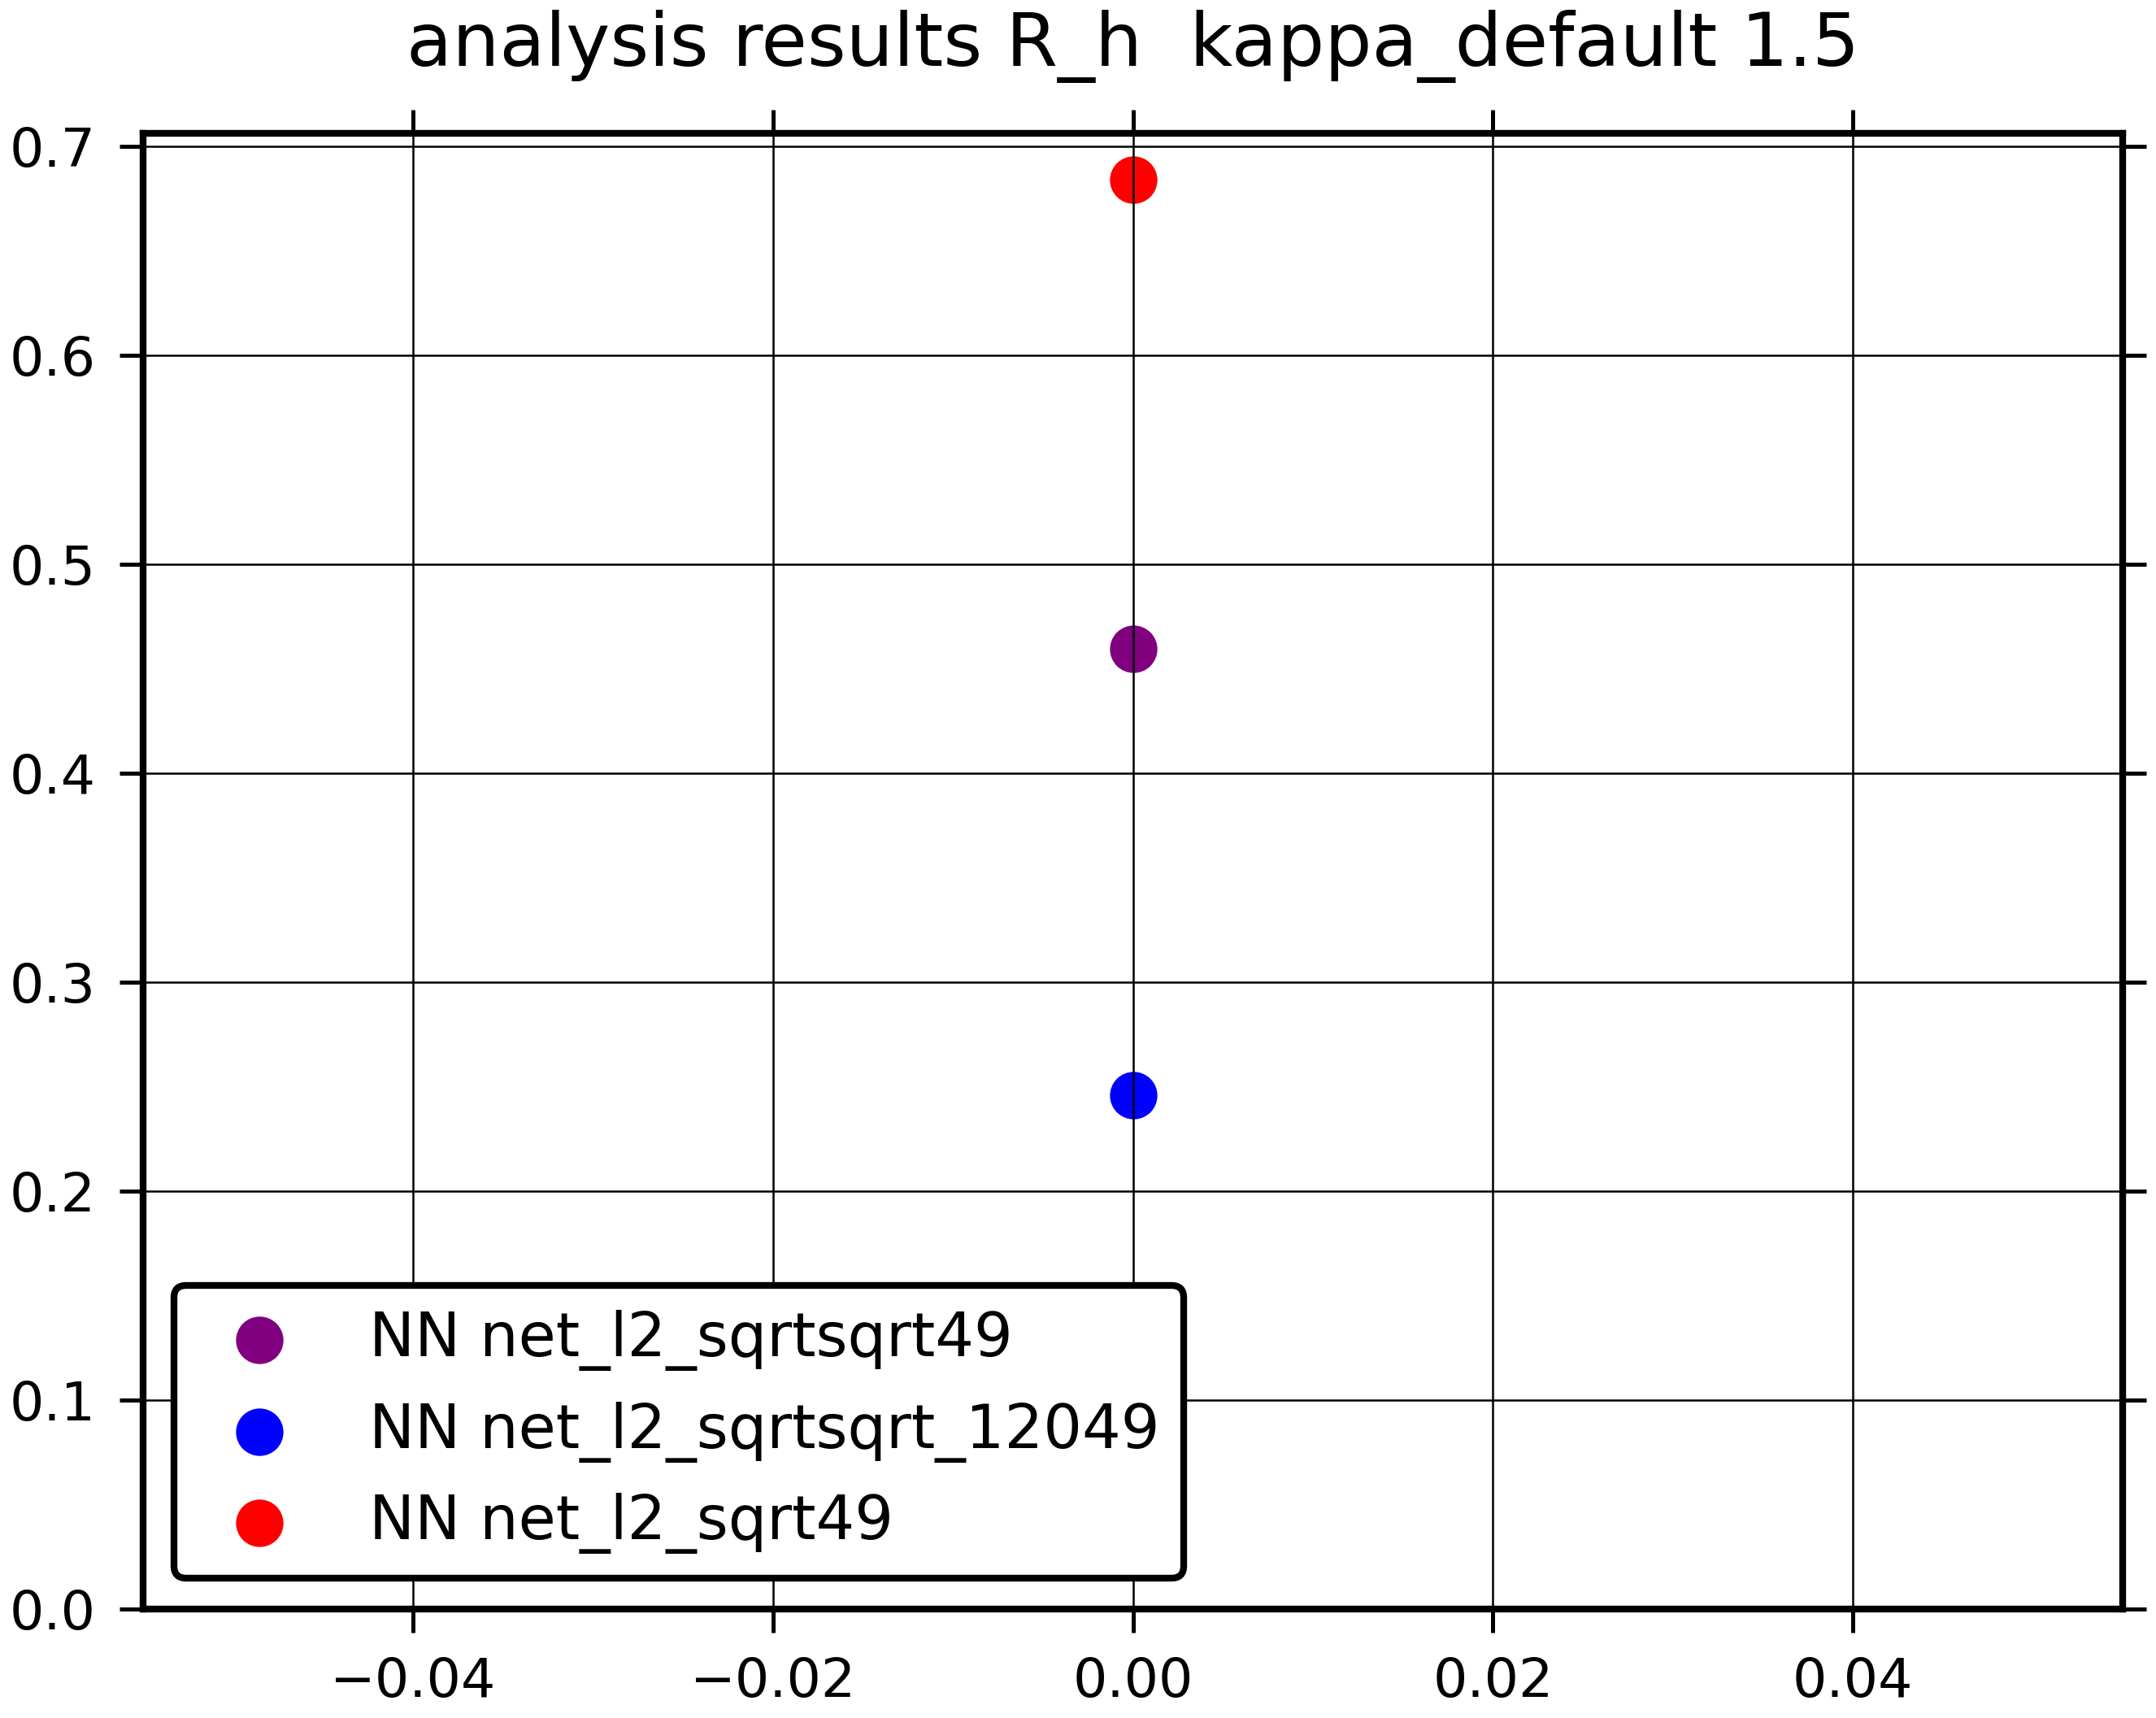 analysis results R_h  kappa_default 1.5
0.7
0.6
0.5
0.4
0.3
0.2
0.1
0.0
NN net_l2_sqrtsqrt49
NN net_l2_sqrtsqrt_12049
NN net_l2_sqrt49
−0.04 −0.02 0.00 0.02 0.04